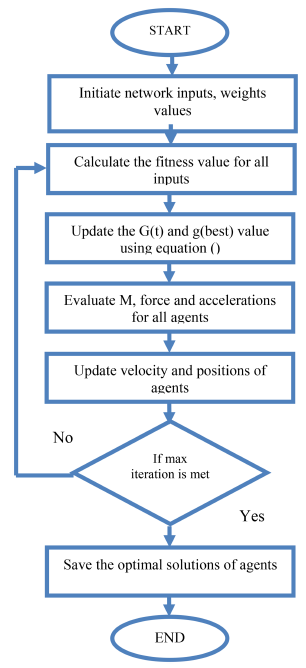 START
Initiate network inputs, weights
values
Calculate the fitness value for all
inputs
Update the G(t) and g(best) value
using equation ()
Evaluate M, force and accelerations
for all agents
Update velocity and positions of
agents
No
If max
iteration is met
Yes
Save the optimal solutions of agents
END